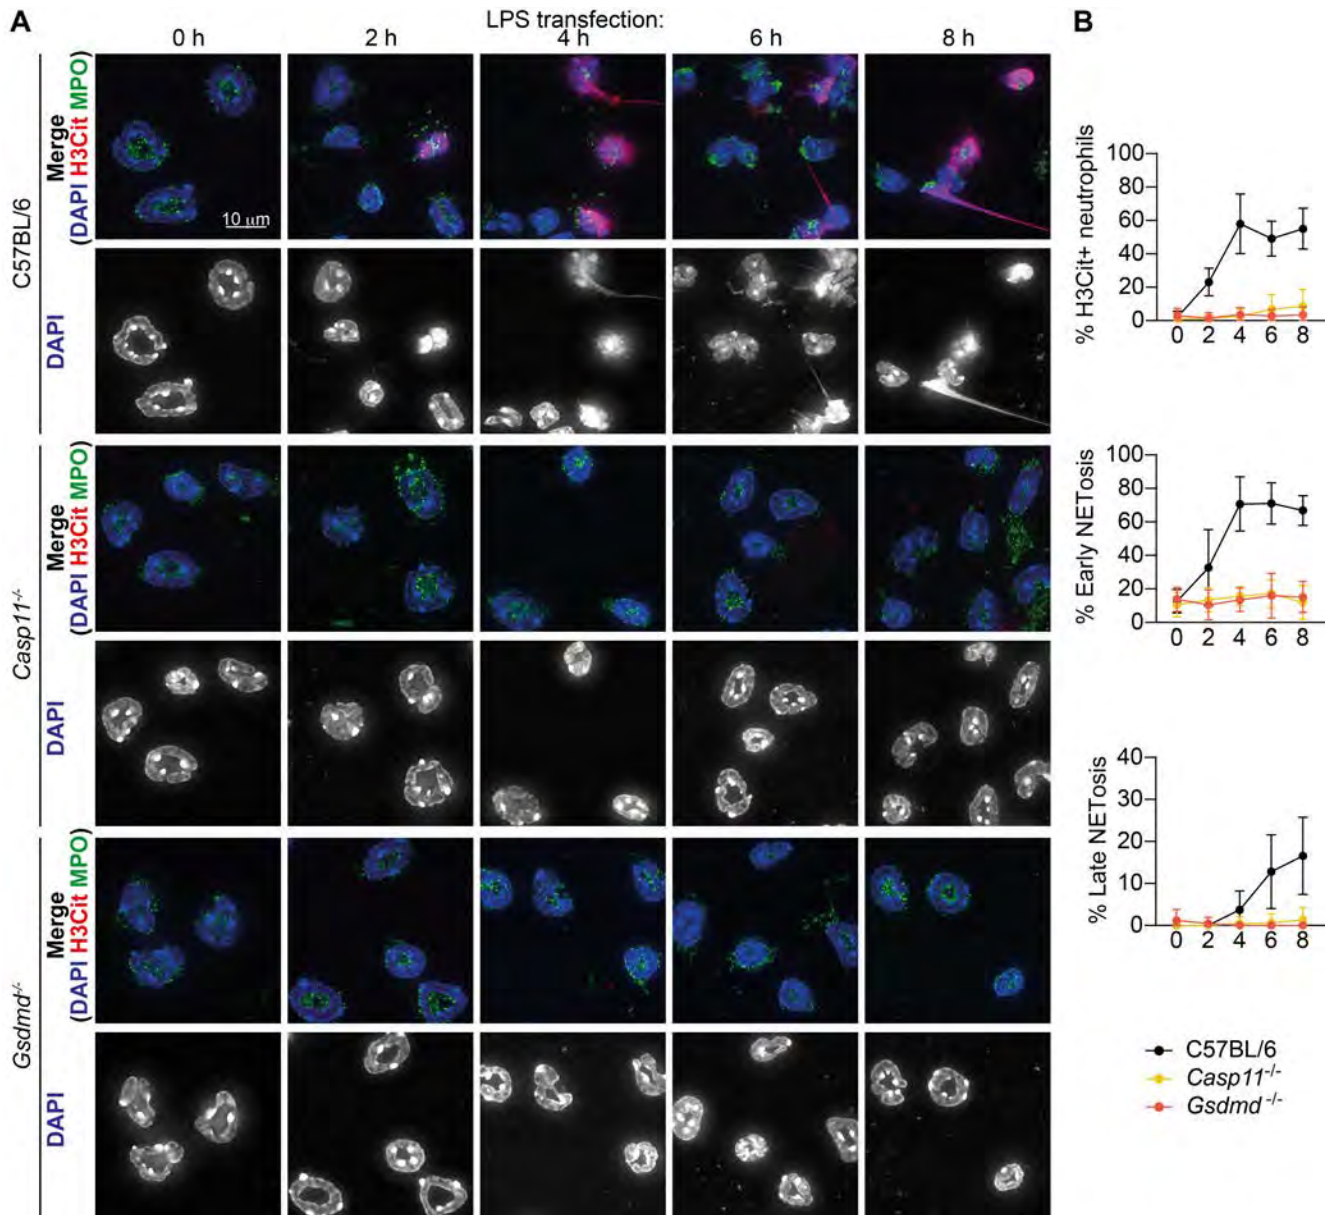 A
LPS transfection:
0 h 2 h 4 h 6 h 8 h
C57BL/6
Merge
(DAPI H3Cit MPO)
10 μm
DAPI
Casp11-/-
Merge
(DAPI H3Cit MPO)
DAPI
Gsdmd-/-
Merge
(DAPI H3Cit MPO)
DAPI
B
% H3Cit+ neutrophils
100
80
60
40
20
0
0 2 4 6 8
% Early NETosis
100
80
60
40
20
0
0 2 4 6 8
% Late NETosis
40
30
20
10
0
0 2 4 6 8
C57BL/6
Casp11-/-
Gsdmd -/-